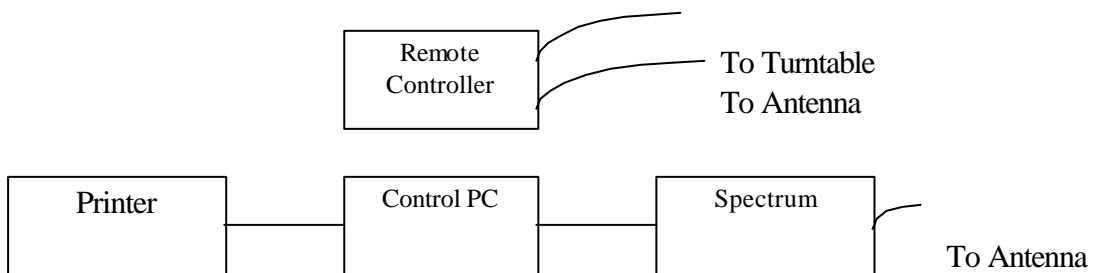 Remote
Controller
To Turntable
To Antenna
Printer
Control PC
Spectrum
To Antenna